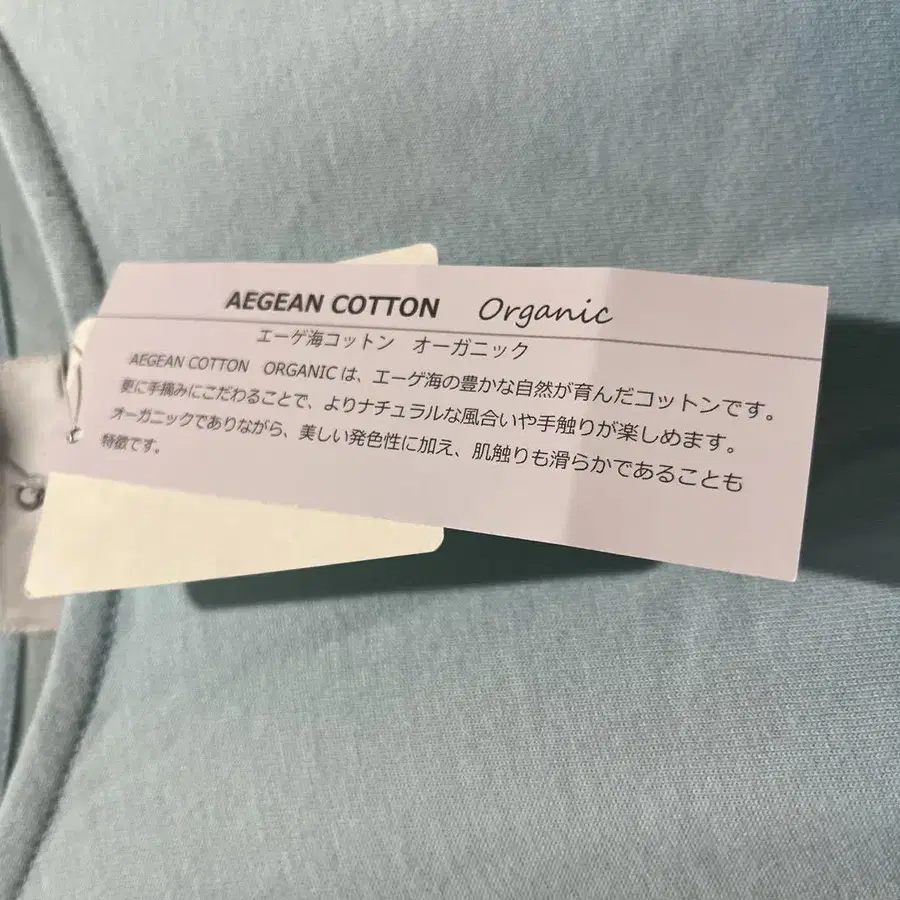 AEGEAN COTTON Organic
エーゲ海コットン オーガニック
AEGEAN COTTON ORGANICは、エーゲ海の豊かな自然が育んだコットンです。
更に手摘みにこだわることで、よりナチュラルな風合いや手触りが楽しめます。
オーガニックでありながら、美しい発色性に加え、肌触りも滑らかであることも
特徴です。